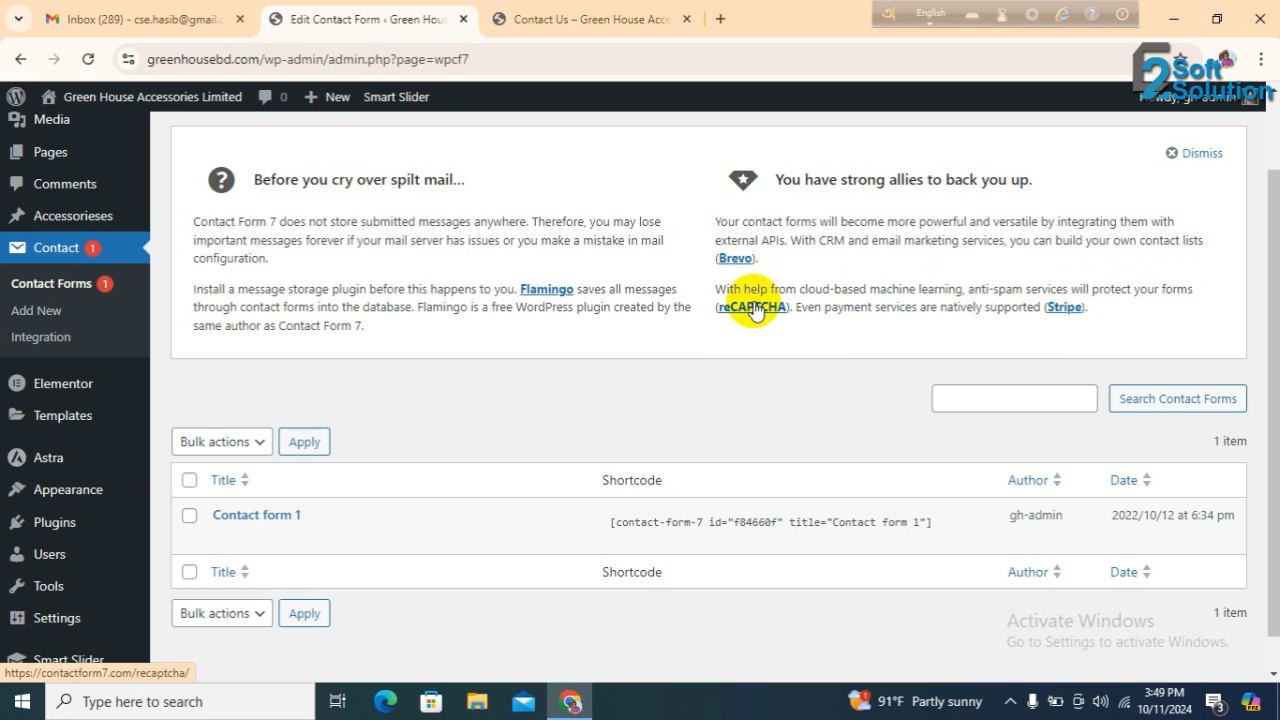 Inbox (289) - cse.hasib@gmail.c
Edit Contact Form ‹ Green Hous
Contact Us – Green House Acce
English
greenhousebd.com/wp-admin/admin.php?page=wpcf7
Soft
Solution
Green House Accessories Limited
0
New
Smart Slider
gh-admin
Media
Pages
Comments
Accessorieses
Contact 1
Contact Forms 1
Add New
Integration
Elementor
Templates
Astra
Appearance
Plugins
Users
Tools
Settings
Smart Slider
Dismiss
Before you cry over spilt mail...
Contact Form 7 does not store submitted messages anywhere. Therefore, you may lose
important messages forever if your mail server has issues or you make a mistake in mail
configuration.
Install a message storage plugin before this happens to you. Flamingo saves all messages
through contact forms into the database. Flamingo is a free WordPress plugin created by the
same author as Contact Form 7.
You have strong allies to back you up.
Your contact forms will become more powerful and versatile by integrating them with
external APIs. With CRM and email marketing services, you can build your own contact lists
(Brevo).
With help from cloud-based machine learning, anti-spam services will protect your forms
(reCAPTCHA). Even payment services are natively supported (Stripe).
Search Contact Forms
Bulk actions
Apply
1 item
Title
Shortcode
Author
Date
Contact form 1
[contact-form-7 id="f84660f" title="Contact form 1"]
gh-admin
2022/10/12 at 6:34 pm
Title
Shortcode
Author
Date
Bulk actions
Apply
1 item
Activate Windows
Go to Settings to activate Windows.
https://contactform7.com/recaptcha/
Type here to search
91°F Partly sunny
3:49 PM
10/11/2024
3